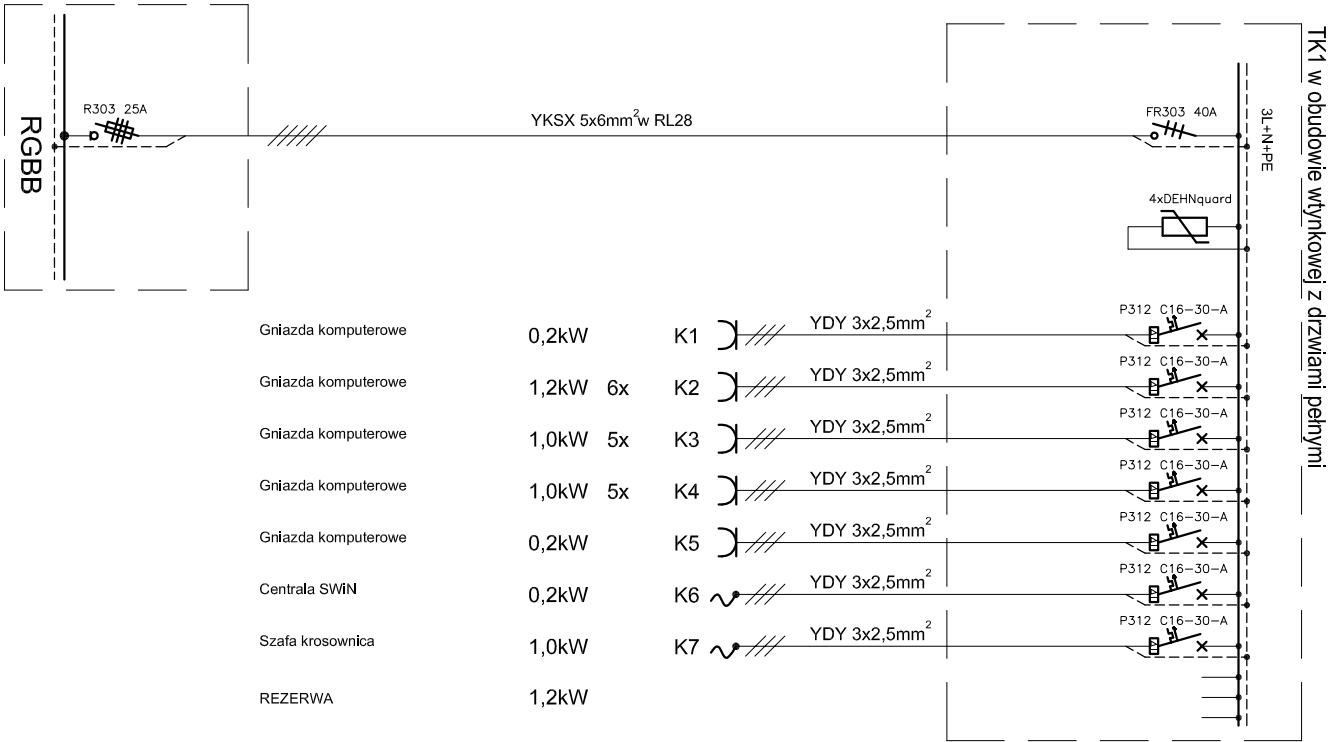 RGBB
R303 25A
YKSX 5x6mm²w RL28
FR303 40A
3L+N+PE
TK1 w obudowie wtynkowej z drzwiami pełnymi
4xDEHNquard
Gniazda komputerowe 0,2kW K1 YDY 3x2,5mm² P312 C16-30-A
Gniazda komputerowe 1,2kW 6x K2 YDY 3x2,5mm² P312 C16-30-A
Gniazda komputerowe 1,0kW 5x K3 YDY 3x2,5mm² P312 C16-30-A
Gniazda komputerowe 1,0kW 5x K4 YDY 3x2,5mm² P312 C16-30-A
Gniazda komputerowe 0,2kW K5 YDY 3x2,5mm² P312 C16-30-A
Centrala SWiN 0,2kW K6 YDY 3x2,5mm² P312 C16-30-A
Szafa krosownica 1,0kW K7 YDY 3x2,5mm² P312 C16-30-A
REZERWA 1,2kW